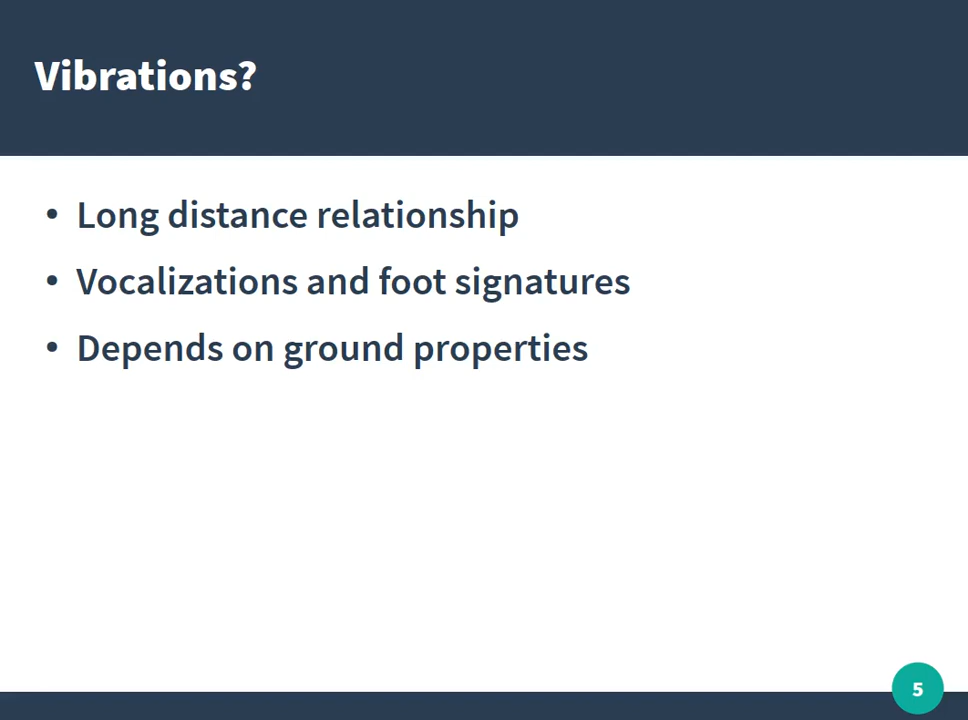 Vibrations?
• Long distance relationship
• Vocalizations and foot signatures
• Depends on ground properties
5